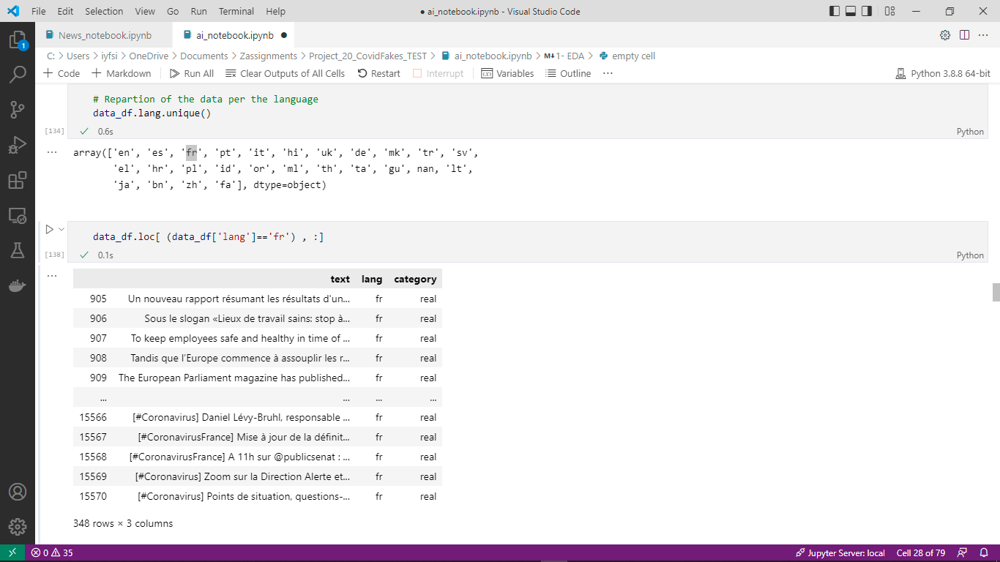 File Edit Selection View Go Run Terminal Help
● ai_notebook.ipynb - Visual Studio Code
News_notebook.ipynb ai_notebook.ipynb ●
C: > Users > iyfsi > OneDrive > Documents > Zassignments > Project_20_CovidFakes_TEST > ai_notebook.ipynb > M↓1- EDA > empty cell
+ Code + Markdown Run All Clear Outputs of All Cells Restart Interrupt Variables Outline ··· Python 3.8.8 64-bit
1
# Repartion of the data per the language
data_df.lang.unique()
[134] ✓ 0.6s Python
··· array(['en', 'es', 'fr', 'pt', 'it', 'hi', 'uk', 'de', 'mk', 'tr', 'sv',
'el', 'hr', 'pl', 'id', 'or', 'ml', 'th', 'ta', 'gu', nan, 'lt',
'ja', 'bn', 'zh', 'fa'], dtype=object)
data_df.loc[ (data_df['lang']=='fr') , :]
[138] ✓ 0.1s Python
···
text lang category
905 Un nouveau rapport résumant les résultats d'un... fr real
906 Sous le slogan «Lieux de travail sains: stop à... fr real
907 To keep employees safe and healthy in time of ... fr real
908 Tandis que l'Europe commence à assouplir les r... fr real
909 The European Parliament magazine has published... fr real
... ... ... ...
15566 [#Coronavirus] Daniel Lévy-Bruhl, responsable ... fr real
15567 [#CoronavirusFrance] Mise à jour de la définit... fr real
15568 [#CoronavirusFrance] A 11h sur @publicsenat : ... fr real
15569 [#Coronavirus] Zoom sur la Direction Alerte et... fr real
15570 [#Coronavirus] Points de situation, questions-... fr real
348 rows × 3 columns
0 35 Jupyter Server: local Cell 28 of 79